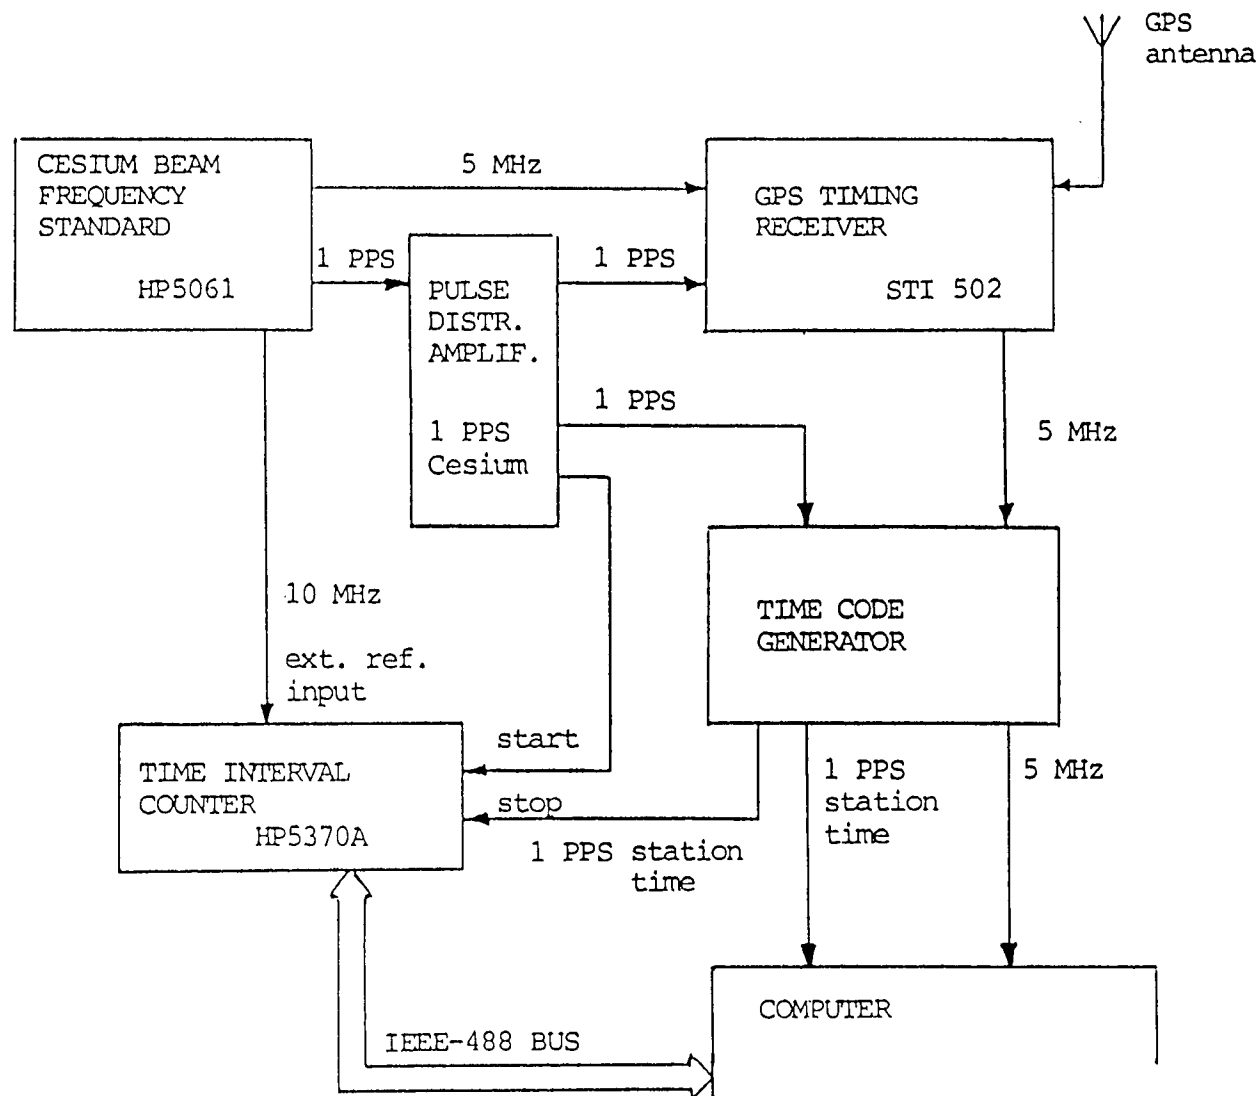 GPS
antenna
CESIUM BEAM
FREQUENCY
STANDARD
HP5061
5 MHz
GPS TIMING
RECEIVER
STI 502
1 PPS
PULSE
DISTR.
AMPLIF.
1 PPS
Cesium
1 PPS
1 PPS
5 MHz
10 MHz
ext. ref.
input
TIME CODE
GENERATOR
TIME INTERVAL
COUNTER
HP5370A
start
stop
1 PPS station
time
1 PPS
station
time
5 MHz
IEEE-488 BUS
COMPUTER